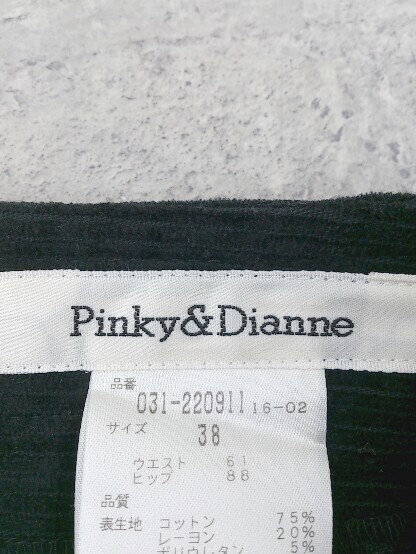 Pinky&Dianne
品番
031-220911 16-02
サイズ 38
ウエスト 61
ヒップ 88
品質
表生地 コットン 75%
レーヨン 20%
ポリウレタン 5%